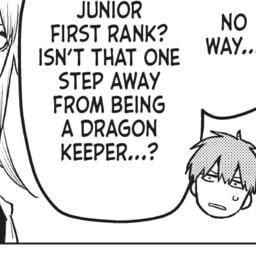 JUNIOR
FIRST RANK?
ISN'T THAT ONE
STEP AWAY
FROM BEING
A DRAGON
KEEPER...?
NO
WAY...